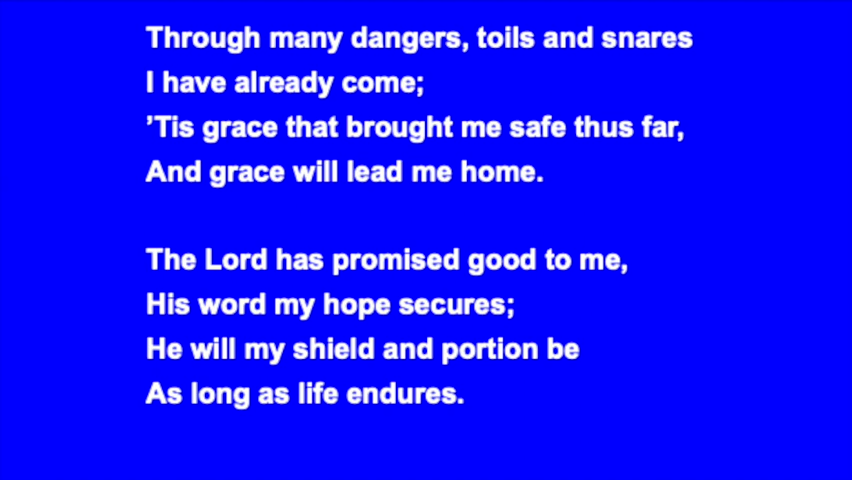 Through many dangers, toils and snares
I have already come;
’Tis grace that brought me safe thus far,
And grace will lead me home.
The Lord has promised good to me,
His word my hope secures;
He will my shield and portion be
As long as life endures.